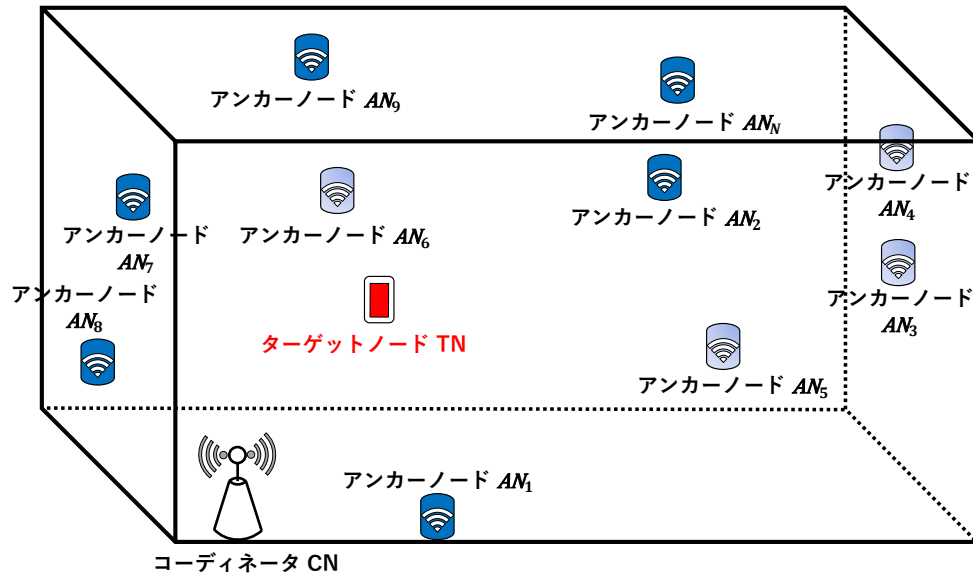 アンカーノード AN9
アンカーノード ANN
アンカーノード
AN4
アンカーノード AN2
アンカーノード
AN7
アンカーノード AN6
アンカーノード
AN8
アンカーノード
AN3
ターゲットノード TN
アンカーノード AN5
アンカーノード AN1
コーディネータ CN